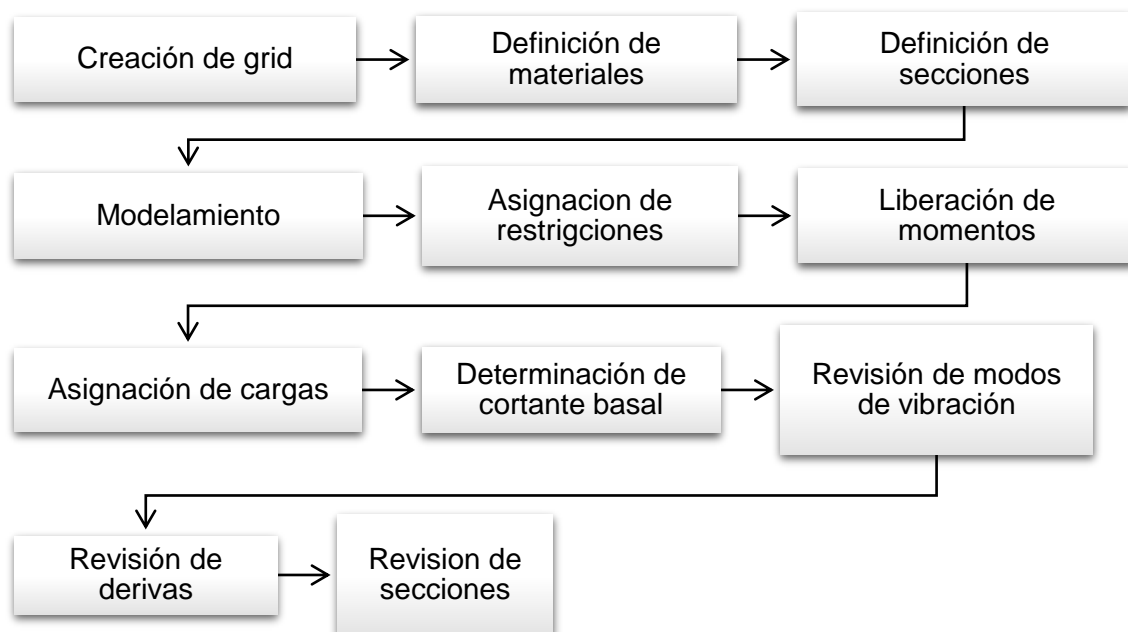 Creación de grid
Definición de
materiales
Definición de
secciones
Modelamiento
Asignacion de
restrigciones
Liberación de
momentos
Asignación de cargas
Determinación de
cortante basal
Revisión de modos
de vibración
Revisión de
derivas
Revision de
secciones